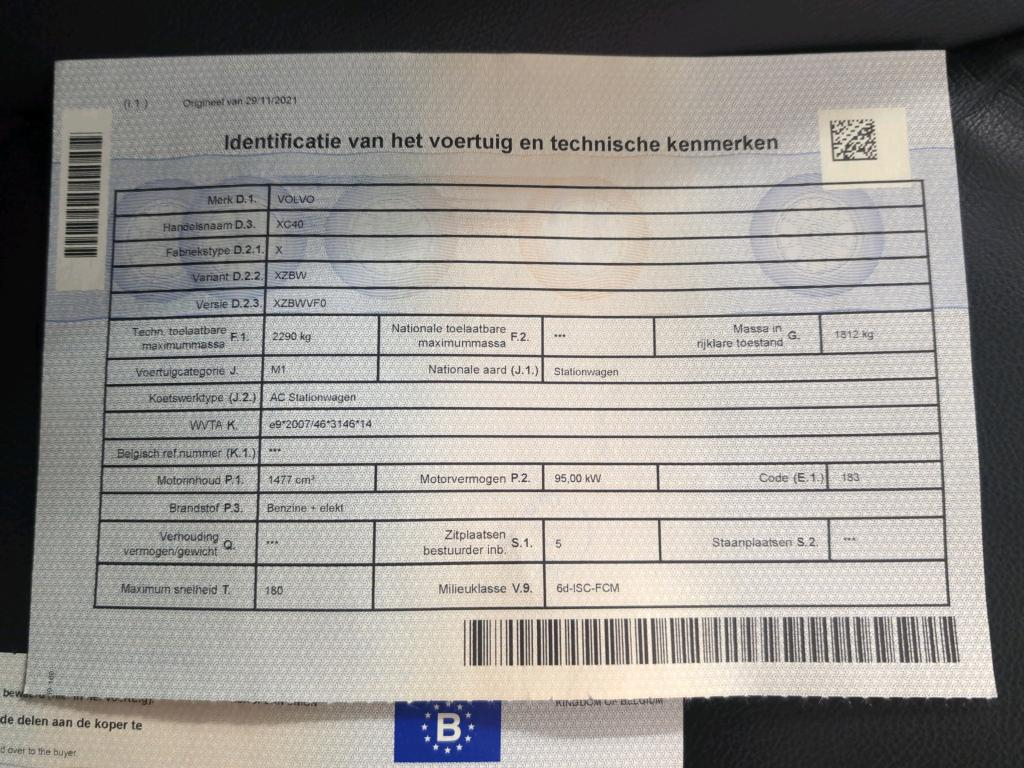 (I.1) Origineel van 29/11/2021
Identificatie van het voertuig en technische kenmerken
Merk D.1. VOLVO
Handelsnaam D.3. XC40
Fabriekstype D.2.1. X
Variant D.2.2. XZBW
Versie D.2.3. XZBWVF0
Techn. toelaatbare maximummassa F.1. 2290 kg Nationale toelaatbare maximummassa F.2. *** Massa in rijklare toestand G. 1812 kg
Voertuigcategorie J. M1 Nationale aard (J.1.) Stationwagen
Koetswerktype (J.2.) AC Stationwagen
WVTA K. e9*2007/46*3146*14
Belgisch ref.nummer (K.1.) ***
Motorinhoud P.1. 1477 cm³ Motorvermogen P.2. 95,00 kW Code (E.1.) 183
Brandstof P.3. Benzine + elekt
Verhouding vermogen/gewicht Q. *** Zitplaatsen bestuurder inb. S.1. 5 Staanplaatsen S.2. ***
Maximum snelheid T. 180 Milieuklasse V.9. 6d-ISC-FCM
KINGDOM OF BELGIUM
de delen aan de koper te
B
d over to the buyer.